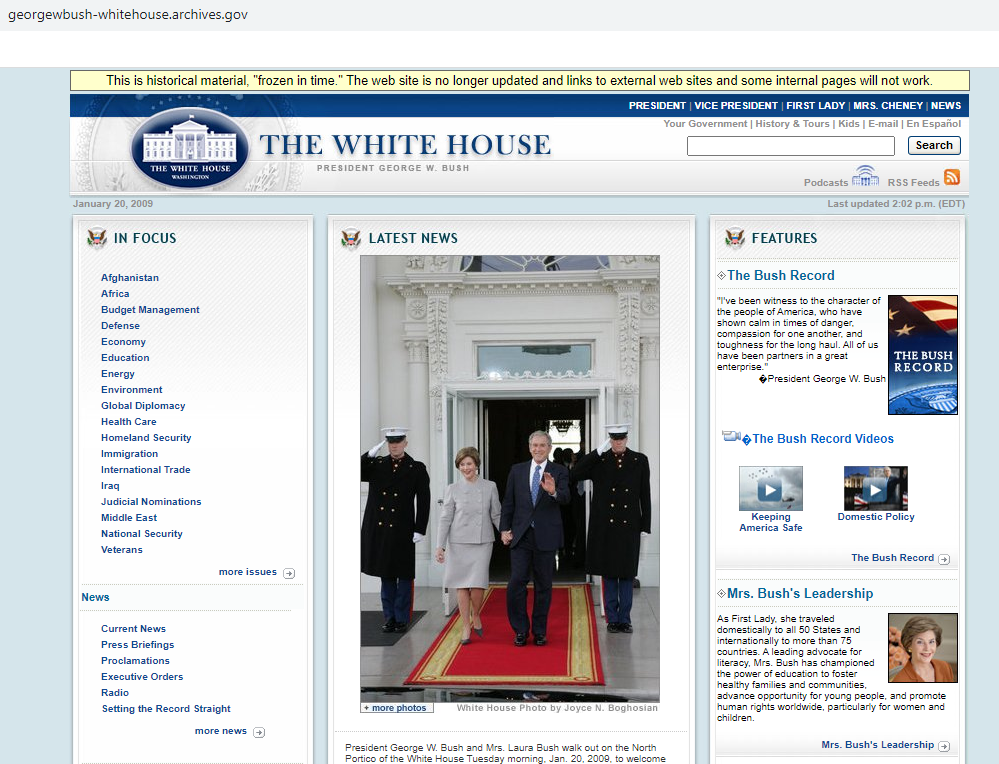 georgewbush-whitehouse.archives.gov
This is historical material, "frozen in time." The web site is no longer updated and links to external web sites and some internal pages will not work.
PRESIDENT | VICE PRESIDENT | FIRST LADY | MRS. CHENEY | NEWS
Your Government | History & Tours | Kids | E-mail | En Español
THE WHITE HOUSE
WASHINGTON
THE WHITE HOUSE
PRESIDENT GEORGE W. BUSH
Search
Podcasts
RSS Feeds
January 20, 2009
Last updated 2:02 p.m. (EDT)
IN FOCUS
Afghanistan
Africa
Budget Management
Defense
Economy
Education
Energy
Environment
Global Diplomacy
Health Care
Homeland Security
Immigration
International Trade
Iraq
Judicial Nominations
Middle East
National Security
Veterans
more issues
News
Current News
Press Briefings
Proclamations
Executive Orders
Radio
Setting the Record Straight
more news
LATEST NEWS
+ more photos
White House Photo by Joyce N. Boghosian
President George W. Bush and Mrs. Laura Bush walk out on the North
Portico of the White House Tuesday morning, Jan. 20, 2009, to welcome
FEATURES
The Bush Record
"I've been witness to the character of
the people of America, who have
shown calm in times of danger,
compassion for one another, and
toughness for the long haul. All of us
have been partners in a great
enterprise."
�President George W. Bush
THE BUSH
RECORD
�The Bush Record Videos
Keeping
America Safe
Domestic Policy
The Bush Record
Mrs. Bush's Leadership
As First Lady, she traveled
domestically to all 50 States and
internationally to more than 75
countries. A leading advocate for
literacy, Mrs. Bush has championed
the power of education to foster
healthy families and communities,
advance opportunity for young people, and promote
human rights worldwide, particularly for women and
children.
Mrs. Bush's Leadership